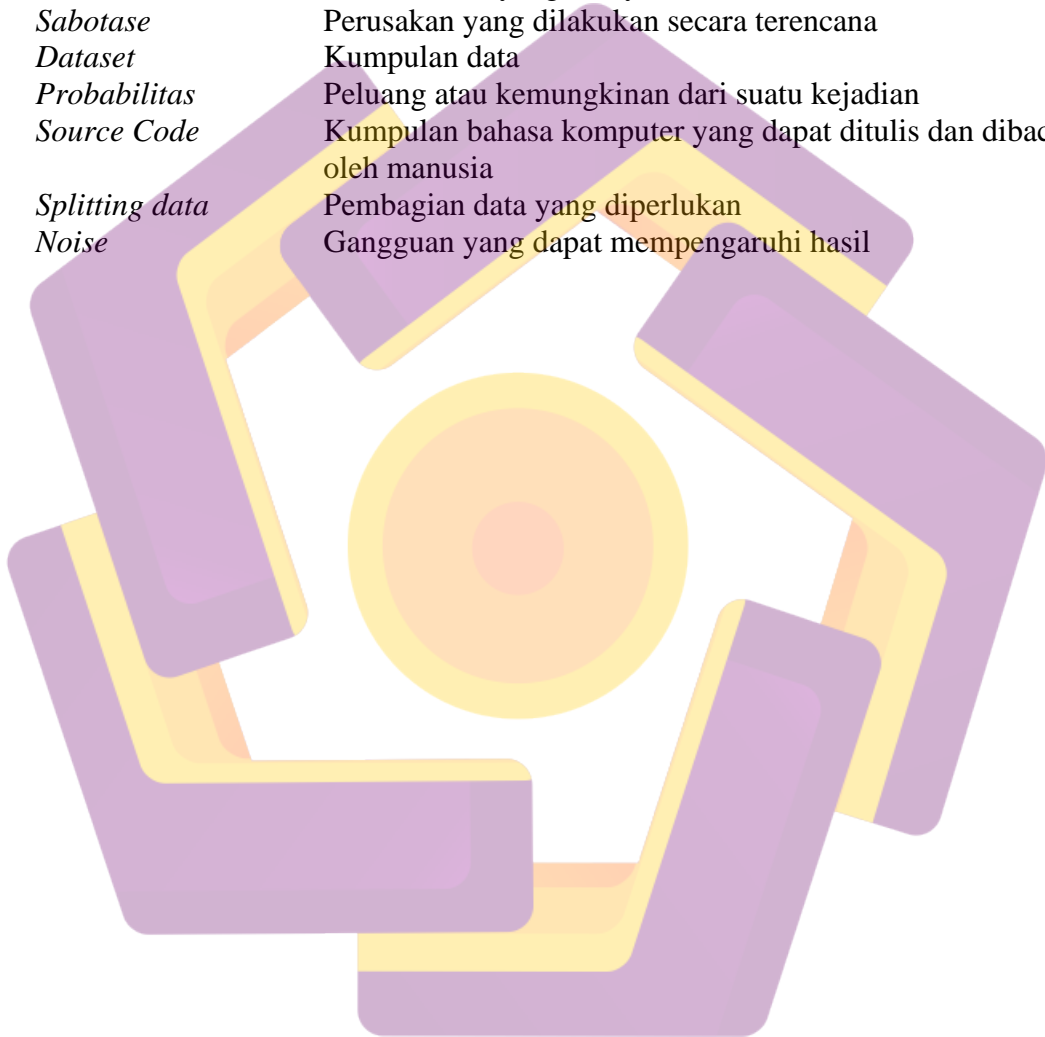 Sabotase Perusakan yang dilakukan secara terencana
Dataset Kumpulan data
Probabilitas Peluang atau kemungkinan dari suatu kejadian
Source Code Kumpulan bahasa komputer yang dapat ditulis dan dibac
oleh manusia
Splitting data Pembagian data yang diperlukan
Noise Gangguan yang dapat mempengaruhi hasil